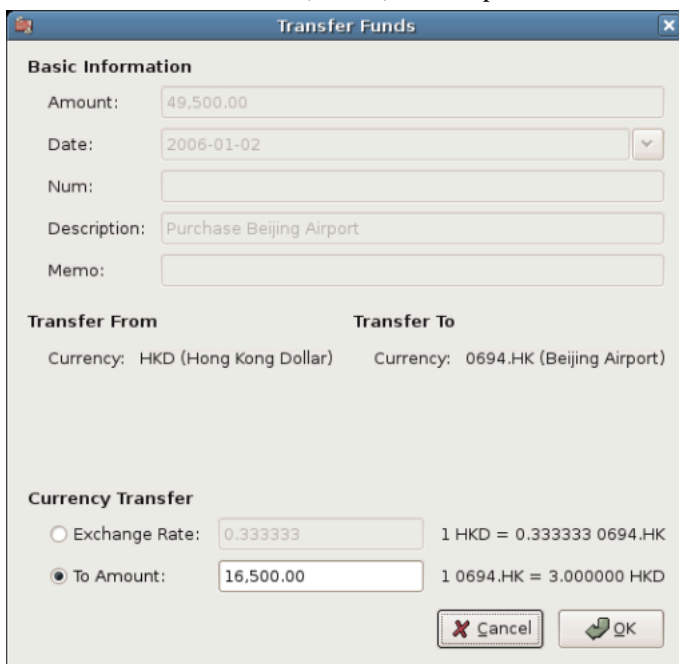 Transfer Funds
Basic Information
Amount: 49,500.00
Date: 2006-01-02
Num:
Description: Purchase Beijing Airport
Memo:
Transfer From Transfer To
Currency: HKD (Hong Kong Dollar) Currency: 0694.HK (Beijing Airport)
Currency Transfer
Exchange Rate: 0.333333 1 HKD = 0.333333 0694.HK
To Amount: 16,500.00 1 0694.HK = 3.000000 HKD
Cancel OK